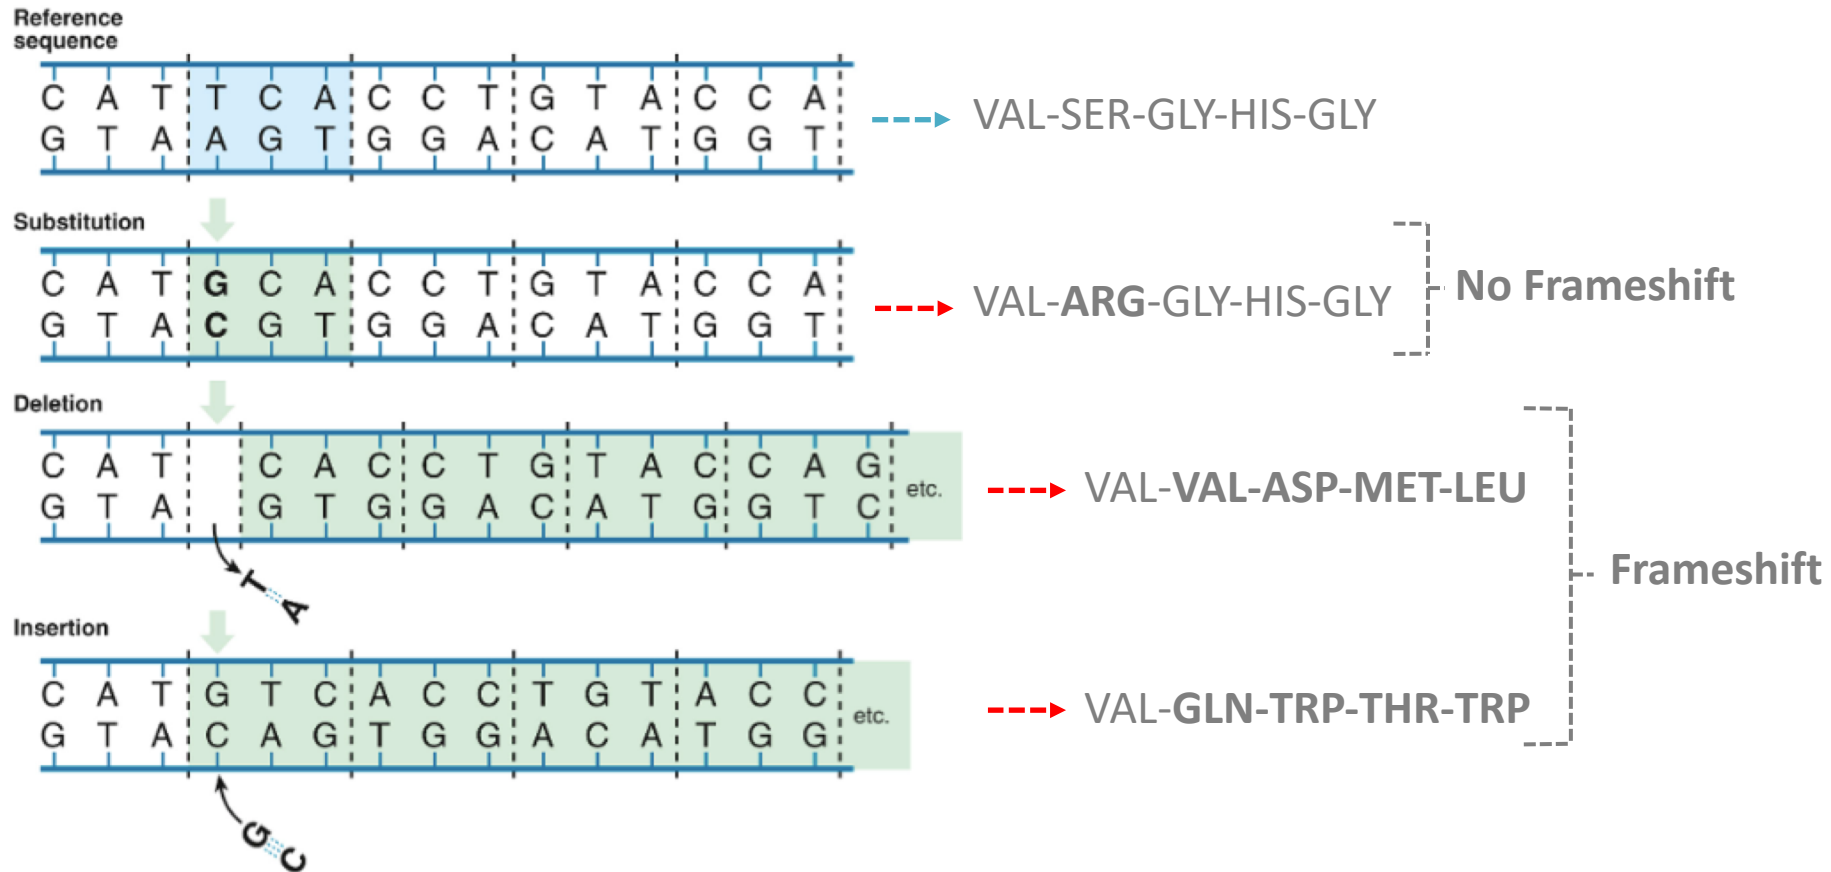 Reference
sequence
C A T T C A C C T G T A C C A
G T A A G T G G A C A T G G T
VAL-SER-GLY-HIS-GLY
Substitution
C A T G C A C C T G T A C C A
G T A C G T G G A C A T G G T
VAL-ARG-GLY-HIS-GLY
No Frameshift
Deletion
C A T C A C C T G T A C C A G
G T A G T G G A C A T G G T C
etc.
VAL-VAL-ASP-MET-LEU
T A
Frameshift
Insertion
C A T G T C A C C T G T A C C
G T A C A G T G G A C A T G G
etc.
VAL-GLN-TRP-THR-TRP
G C